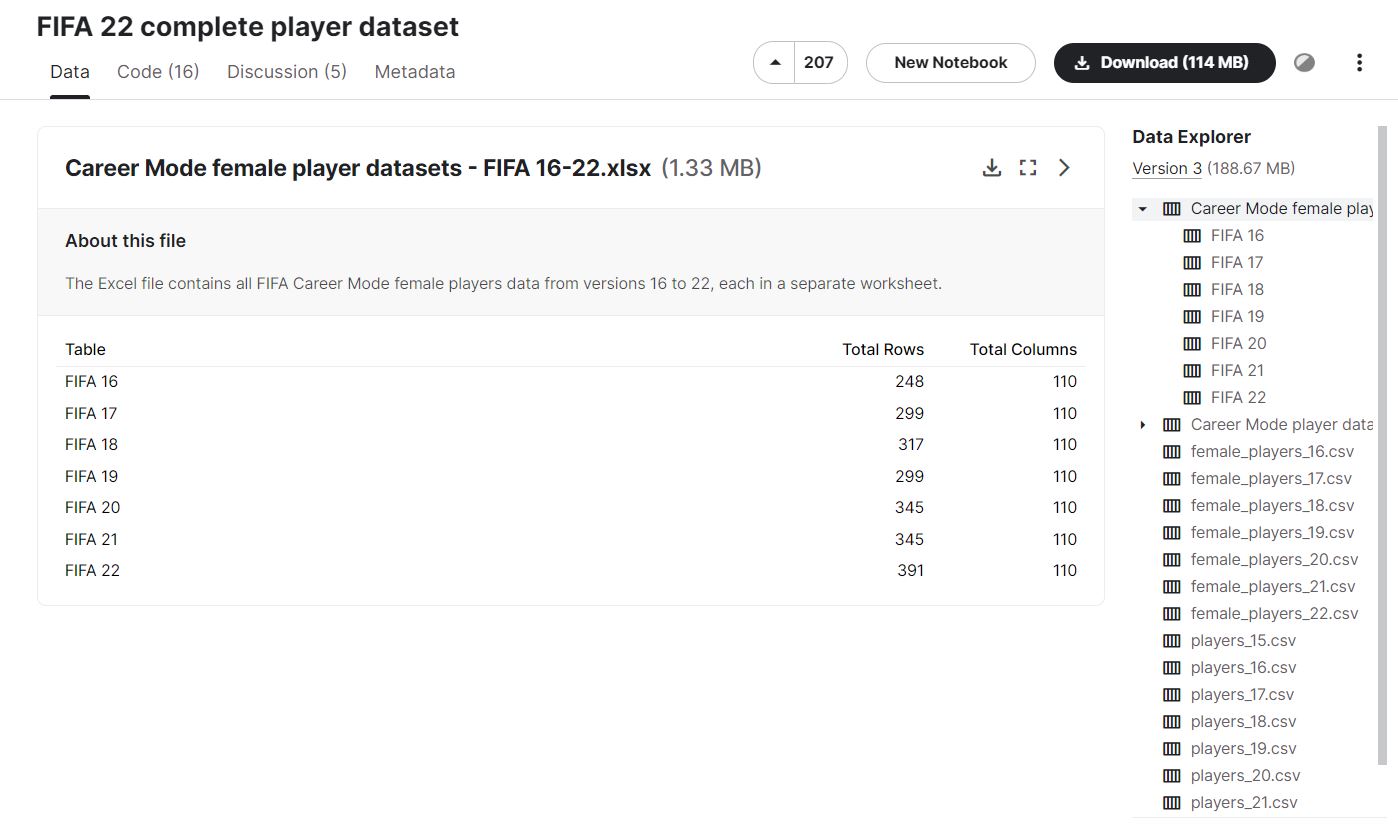 FIFA 22 complete player dataset
Data Code (16) Discussion (5) Metadata
207 New Notebook Download (114 MB)
Career Mode female player datasets - FIFA 16-22.xlsx (1.33 MB)
About this file
The Excel file contains all FIFA Career Mode female players data from versions 16 to 22, each in a separate worksheet.
Table Total Rows Total Columns
FIFA 16 248 110
FIFA 17 299 110
FIFA 18 317 110
FIFA 19 299 110
FIFA 20 345 110
FIFA 21 345 110
FIFA 22 391 110
Data Explorer
Version 3 (188.67 MB)
Career Mode female play
FIFA 16
FIFA 17
FIFA 18
FIFA 19
FIFA 20
FIFA 21
FIFA 22
Career Mode player data
female_players_16.csv
female_players_17.csv
female_players_18.csv
female_players_19.csv
female_players_20.csv
female_players_21.csv
female_players_22.csv
players_15.csv
players_16.csv
players_17.csv
players_18.csv
players_19.csv
players_20.csv
players_21.csv